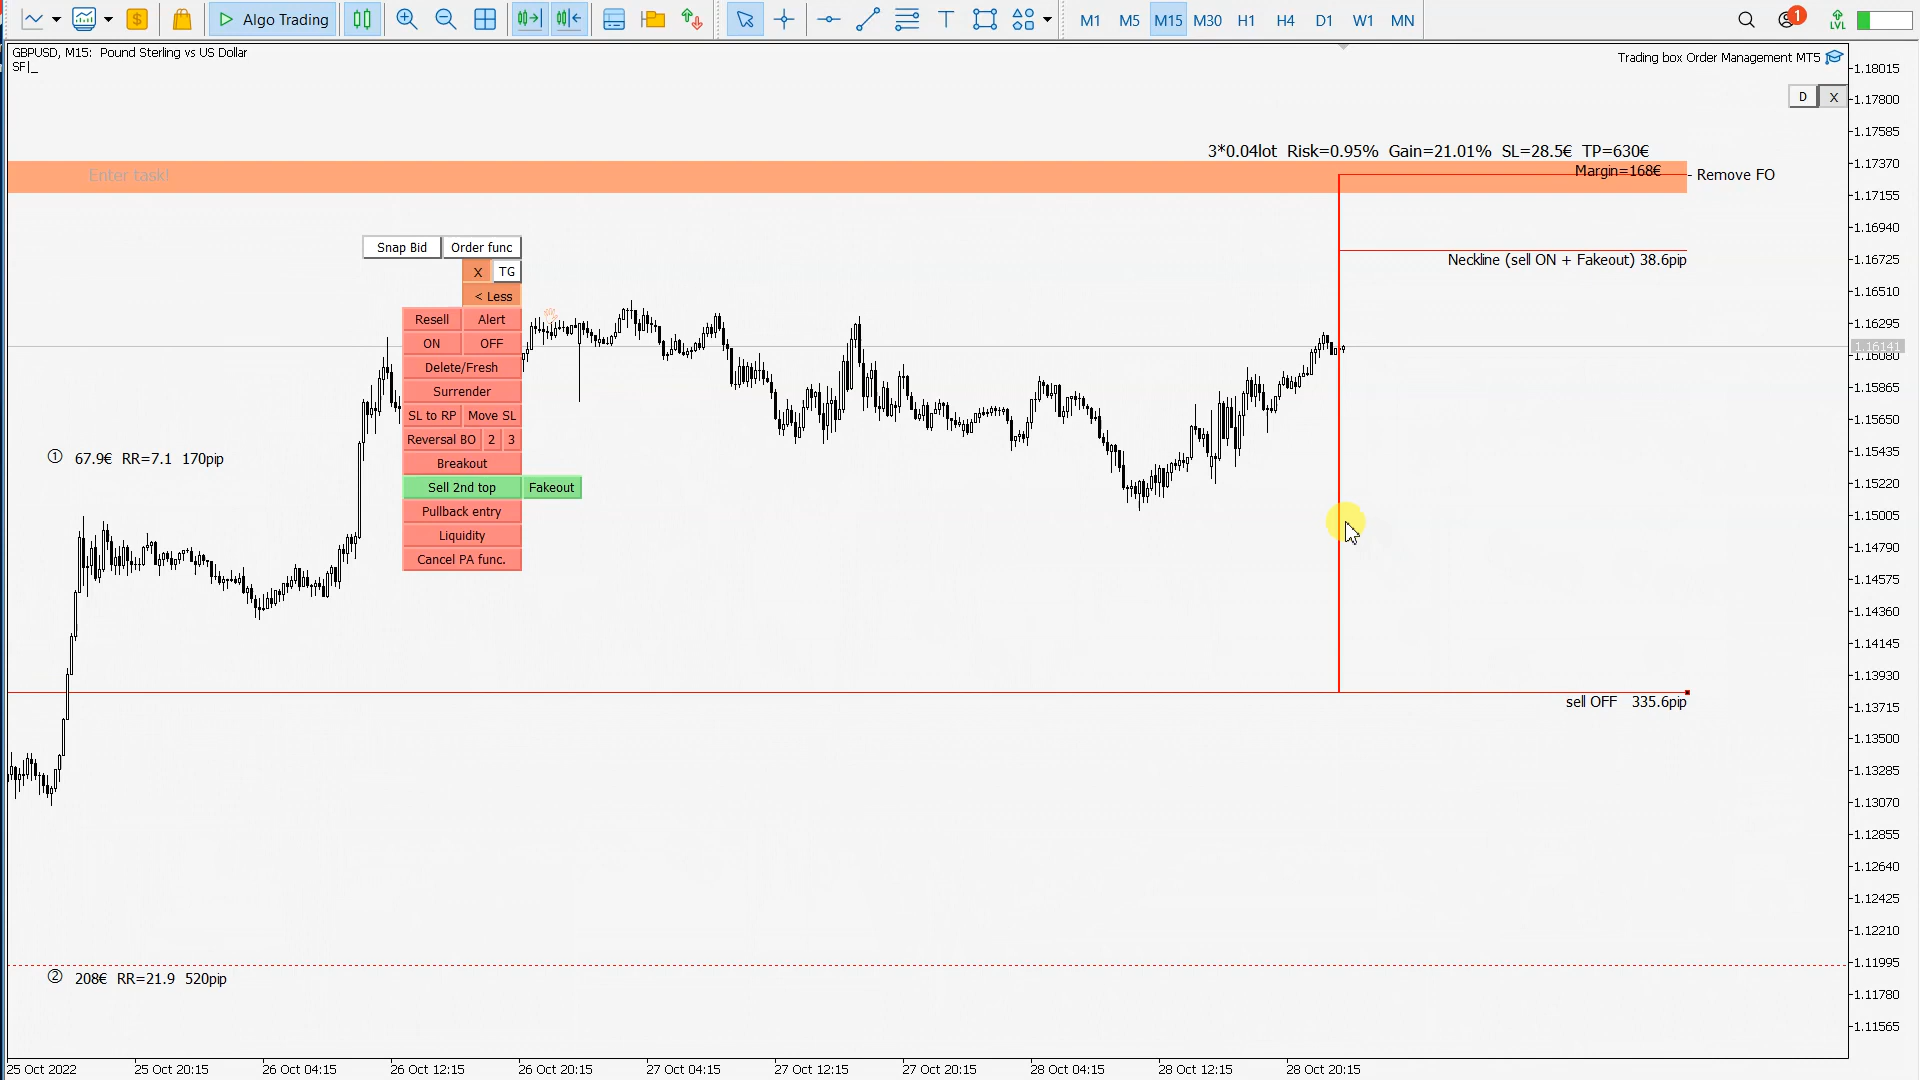 Algo Trading
M1 M5 M15 M30 H1 H4 D1 W1 MN
1
LVL
GBPUSD, M15: Pound Sterling vs US Dollar
SF|_
Trading box Order Management MT5
D X
3*0.04lot Risk=0.95% Gain=21.01% SL=28.5€ TP=630€
Margin=168€
- Remove FO
Enter task!
Neckline (sell ON + Fakeout) 38.6pip
Snap Bid Order func
X TG
< Less
Resell Alert
ON OFF
Delete/Fresh
Surrender
SL to RP Move SL
Reversal BO 2 3
Breakout
Sell 2nd top Fakeout
Pullback entry
Liquidity
Cancel PA func.
① 67.9€ RR=7.1 170pip
sell OFF 335.6pip
② 208€ RR=21.9 520pip
1.18015
1.17800
1.17585
1.17370
1.17155
1.16940
1.16725
1.16510
1.16295
1.16141
1.16080
1.15865
1.15650
1.15435
1.15220
1.15005
1.14790
1.14575
1.14360
1.14145
1.13930
1.13715
1.13500
1.13285
1.13070
1.12855
1.12640
1.12425
1.12210
1.11995
1.11780
1.11565
25 Oct 2022 25 Oct 20:15 26 Oct 04:15 26 Oct 12:15 26 Oct 20:15 27 Oct 04:15 27 Oct 12:15 27 Oct 20:15 28 Oct 04:15 28 Oct 12:15 28 Oct 20:15